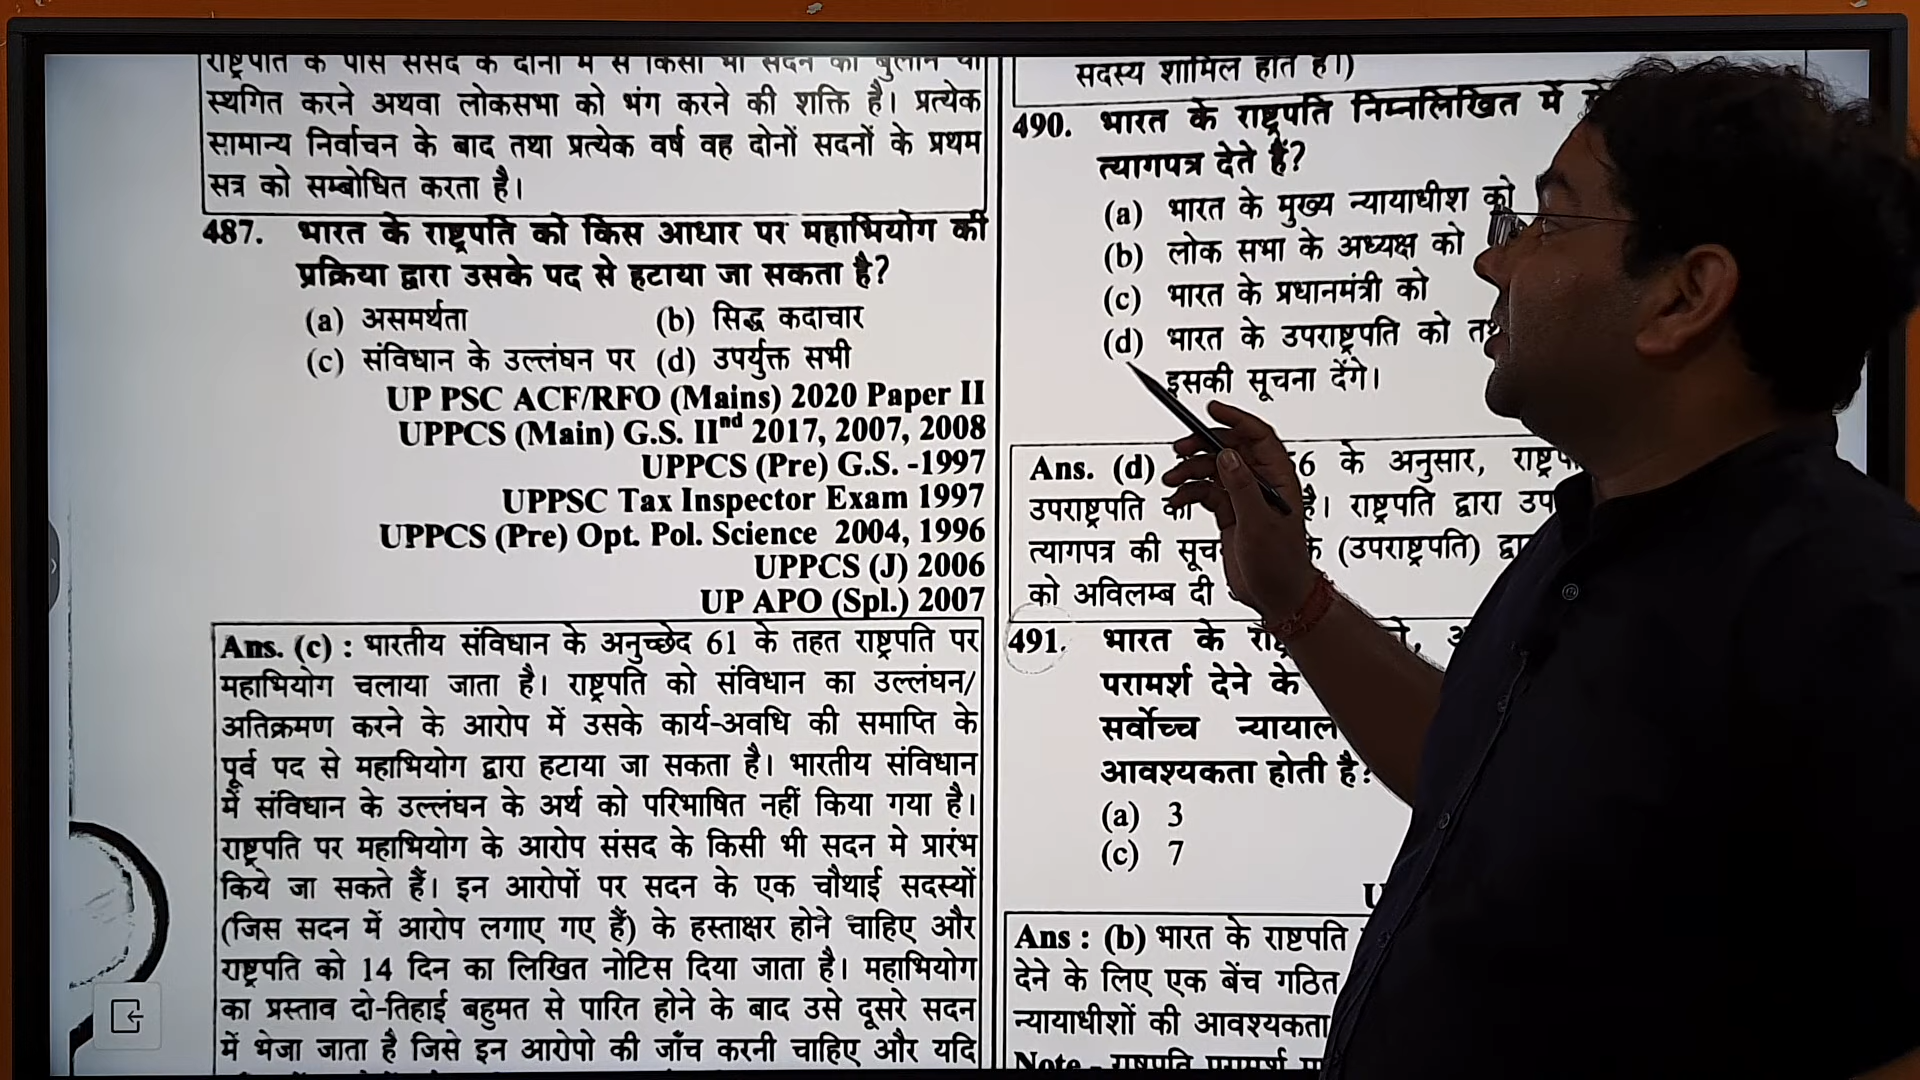 स्थगित करने अथवा लोकसभा को भंग करने की शक्ति है। प्रत्येक
सामान्य निर्वाचन के बाद तथा प्रत्येक वर्ष वह दोनों सदनों के प्रथम
सत्र को सम्बोधित करता है।
487. भारत के राष्ट्रपति को किस आधार पर महाभियोग की
प्रक्रिया द्वारा उसके पद से हटाया जा सकता है?
(a) असमर्थता (b) सिद्ध कदाचार
(c) संविधान के उल्लंघन पर (d) उपर्युक्त सभी
UP PSC ACF/RFO (Mains) 2020 Paper II
UPPCS (Main) G.S. IInd 2017, 2007, 2008
UPPCS (Pre) G.S. -1997
UPPSC Tax Inspector Exam 1997
UPPCS (Pre) Opt. Pol. Science 2004, 1996
UPPCS (J) 2006
UP APO (Spl.) 2007
Ans. (c) : भारतीय संविधान के अनुच्छेद 61 के तहत राष्ट्रपति पर
महाभियोग चलाया जाता है। राष्ट्रपति को संविधान का उल्लंघन/
अतिक्रमण करने के आरोप में उसके कार्य-अवधि की समाप्ति के
पूर्व पद से महाभियोग द्वारा हटाया जा सकता है। भारतीय संविधान
में संविधान के उल्लंघन के अर्थ को परिभाषित नहीं किया गया है।
राष्ट्रपति पर महाभियोग के आरोप संसद के किसी भी सदन मे प्रारंभ
किये जा सकते हैं। इन आरोपों पर सदन के एक चौथाई सदस्यों
(जिस सदन में आरोप लगाए गए हैं) के हस्ताक्षर होने चाहिए और
राष्ट्रपति को 14 दिन का लिखित नोटिस दिया जाता है। महाभियोग
का प्रस्ताव दो-तिहाई बहुमत से पारित होने के बाद उसे दूसरे सदन
में भेजा जाता है जिसे इन आरोपो की जाँच करनी चाहिए और यदि
सदस्य शामिल होते है।)
490. भारत के राष्ट्रपति निम्नलिखित में
त्यागपत्र देते हैं?
(a) भारत के मुख्य न्यायाधीश को
(b) लोक सभा के अध्यक्ष को
(c) भारत के प्रधानमंत्री को
(d) भारत के उपराष्ट्रपति को
इसकी सूचना देंगे।
Ans. (d) के अनुसार,
उपराष्ट्रपति है। राष्ट्रपति द्वारा
त्यागपत्र की (उपराष्ट्रपति)
को अविलम्ब दी
491. भारत के
परामर्श देने के
सर्वोच्च
आवश्यकता होती है?
(a) 3
(c) 7
Ans : (b) भारत के राष्टपति
देने के लिए एक बेंच गठित
न्यायाधीशों की आवश्यकता